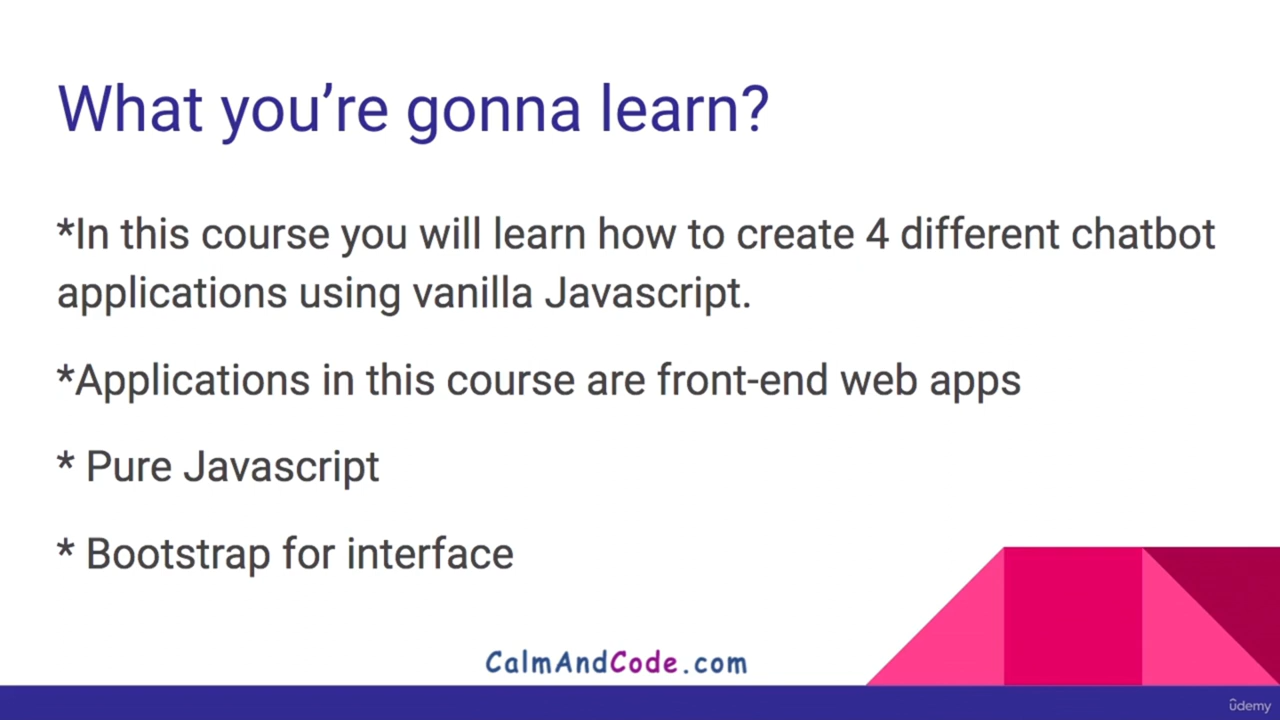 What you’re gonna learn?
*In this course you will learn how to create 4 different chatbot
applications using vanilla Javascript.
*Applications in this course are front-end web apps
* Pure Javascript
* Bootstrap for interface
CalmAndCode.com
ûdemy